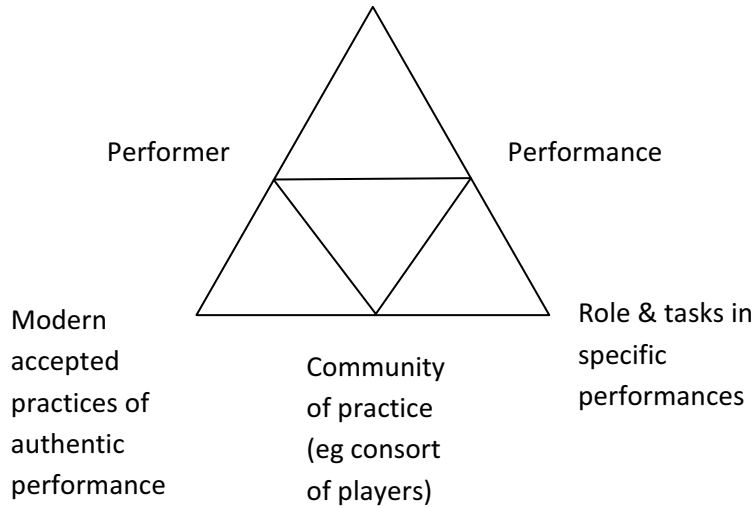 Performer
Performance
Modern
accepted
practices of
authentic
performance
Community
of practice
(eg consort
of players)
Role & tasks in
specific
performances